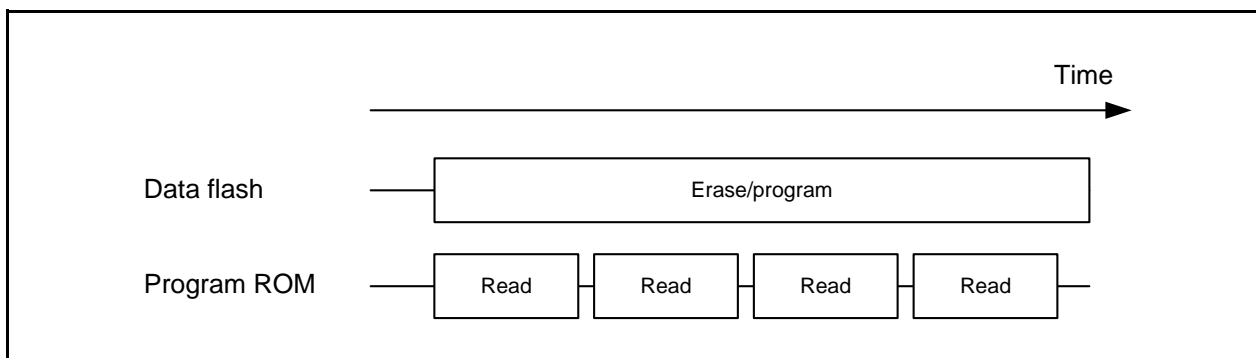 Time
Data flash
Erase/program
Program ROM
Read
Read
Read
Read